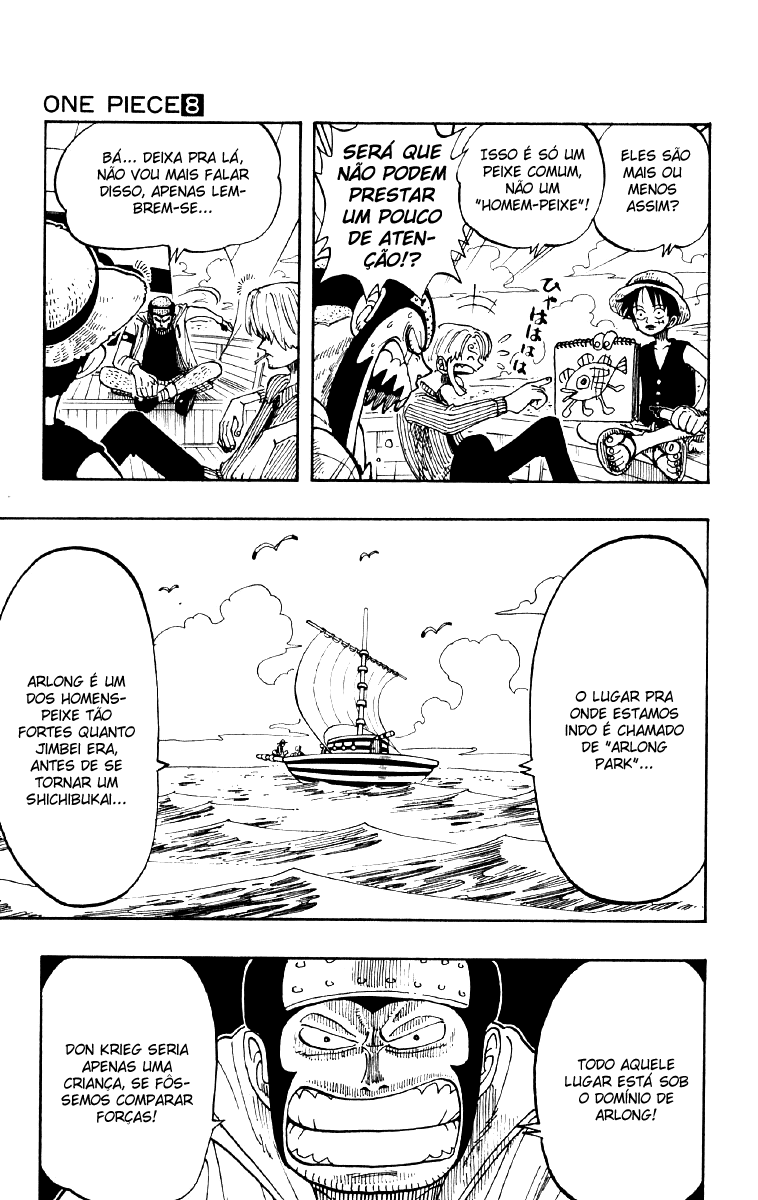 ONE PIECE 8
ELES SÃO
MAIS OU
MENOS
ASSIM?
ISSO É SÓ UM
PEIXE COMUM,
NÃO UM
"HOMEM-PEIXE"!
SERÁ QUE
NÃO PODEM
PRESTAR
UM POUCO
DE ATEN-
ÇÃO!?
ひゃはははは
BÁ... DEIXA PRA LÁ,
NÃO VOU MAIS FALAR
DISSO, APENAS LEM-
BREM-SE...
O LUGAR PRA
ONDE ESTAMOS
INDO É CHAMADO
DE "ARLONG
PARK"...
ARLONG É UM
DOS HOMENS-
PEIXE TÃO
FORTES QUANTO
JIMBEI ERA,
ANTES DE SE
TORNAR UM
SHICHIBUKAI...
TODO AQUELE
LUGAR ESTÁ SOB
O DOMÍNIO DE
ARLONG!
DON KRIEG SERIA
APENAS UMA
CRIANÇA, SE FÔS-
SEMOS COMPARAR
FORÇAS!